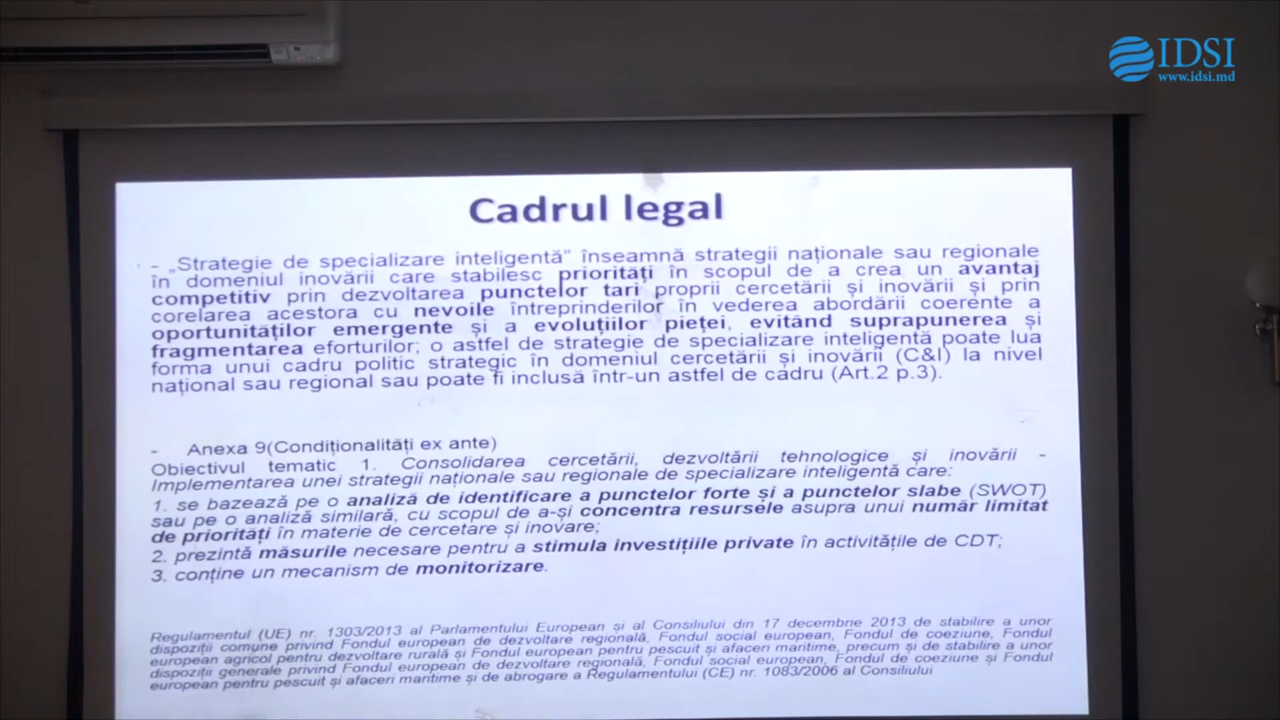 IDSI
www.idsi.md
Cadrul legal
- „Strategie de specializare inteligentă” înseamnă strategii naționale sau regionale
în domeniul inovării care stabilesc priorități în scopul de a crea un avantaj
competitiv prin dezvoltarea punctelor tari proprii cercetării și inovării și prin
corelarea acestora cu nevoile întreprinderilor în vederea abordării coerente a
oportunităților emergente și a evoluțiilor pieței, evitând suprapunerea și
fragmentarea eforturilor; o astfel de strategie de specializare inteligentă poate lua
forma unui cadru politic strategic în domeniul cercetării și inovării (C&I) la nivel
național sau regional sau poate fi inclusă într-un astfel de cadru (Art.2 p.3).
- Anexa 9(Condiționalități ex ante)
Obiectivul tematic 1. Consolidarea cercetării, dezvoltării tehnologice și inovării -
Implementarea unei strategii naționale sau regionale de specializare inteligentă care:
1. se bazează pe o analiză de identificare a punctelor forte și a punctelor slabe (SWOT)
sau pe o analiză similară, cu scopul de a-și concentra resursele asupra unui număr limitat
de priorități în materie de cercetare și inovare;
2. prezintă măsurile necesare pentru a stimula investițiile private în activitățile de CDT;
3. conține un mecanism de monitorizare.
Regulamentul (UE) nr. 1303/2013 al Parlamentului European și al Consiliului din 17 decembrie 2013 de stabilire a unor
dispoziții comune privind Fondul european de dezvoltare regională, Fondul social european, Fondul de coeziune, Fondul
european agricol pentru dezvoltare rurală și Fondul european pentru pescuit și afaceri maritime, precum și de stabilire a unor
dispoziții generale privind Fondul european de dezvoltare regională, Fondul social european, Fondul de coeziune și Fondul
european pentru pescuit și afaceri maritime și de abrogare a Regulamentului (CE) nr. 1083/2006 al Consiliului